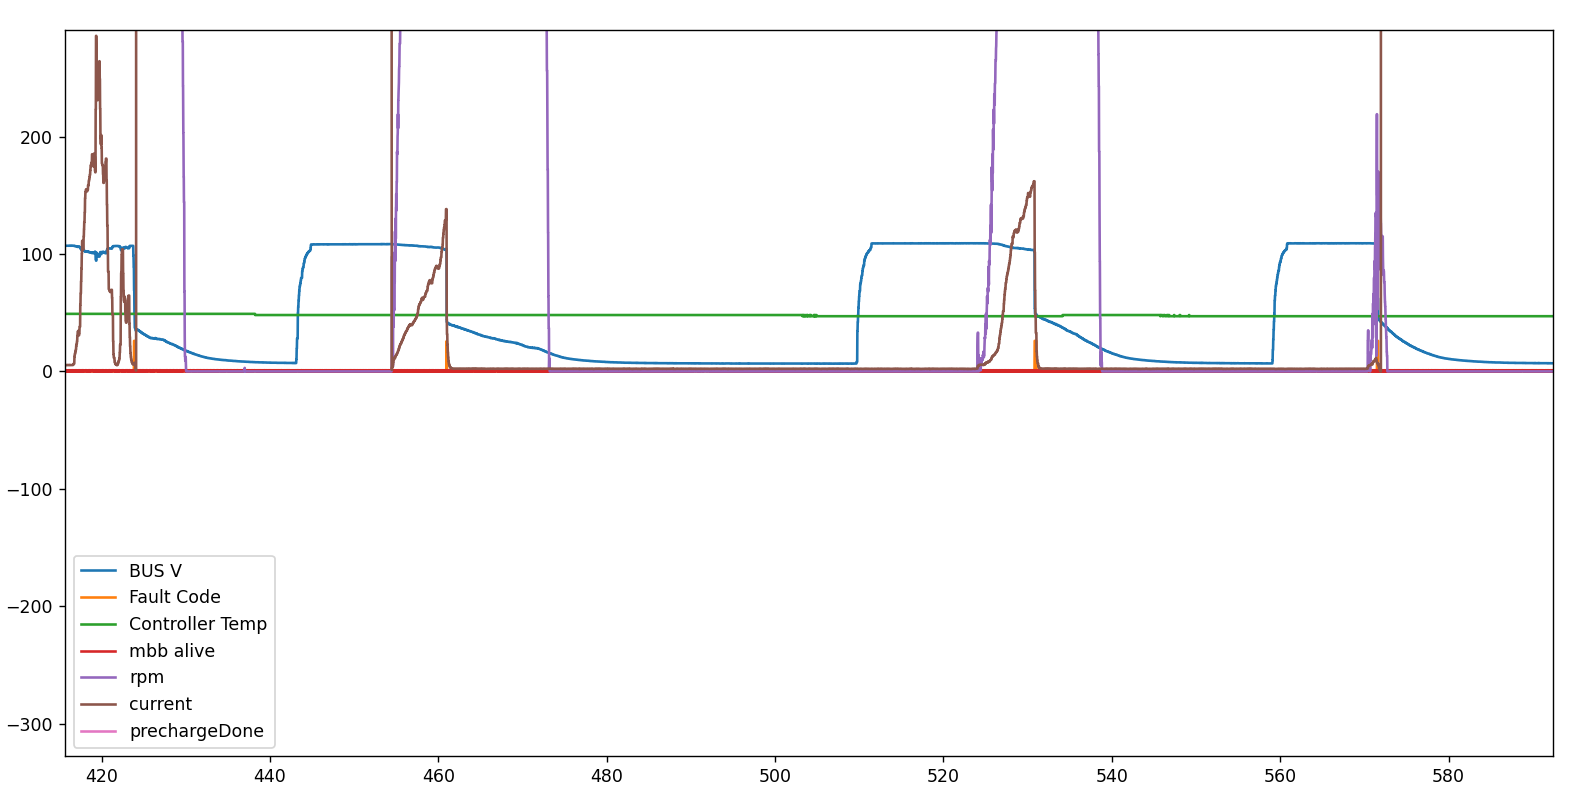 200
100
0
−100
−200
−300
BUS V
Fault Code
Controller Temp
mbb alive
rpm
current
prechargeDone
420 440 460 480 500 520 540 560 580